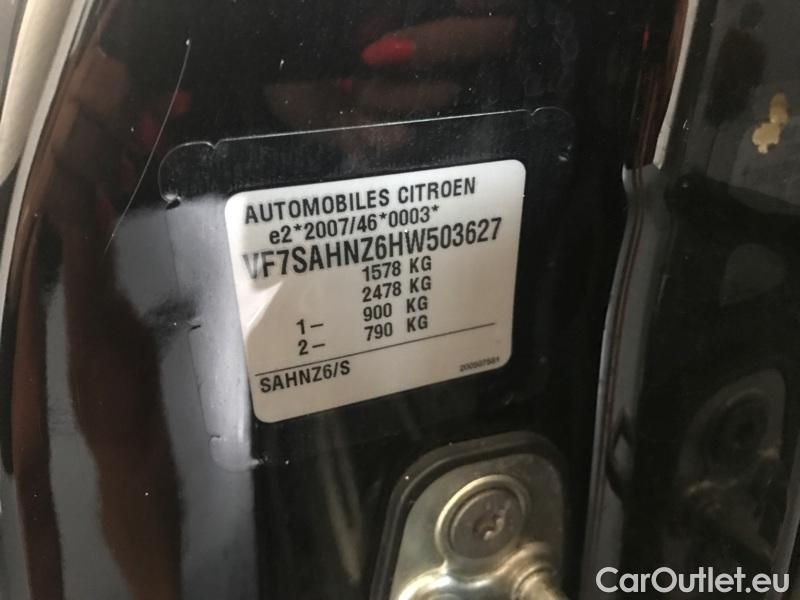 AUTOMOBILES CITROEN
e2*2007/46*0003*
VF7SAHNZ6HW503627
1578 KG
2478 KG
1– 900 KG
2– 790 KG
SAHNZ6/S
CarOutlet.eu